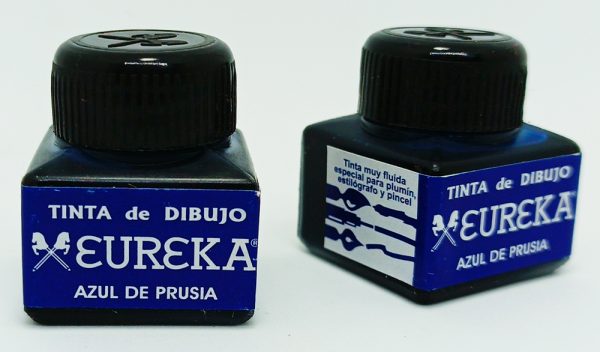 TINTA de DIBUJO
EUREKA®
AZUL DE PRUSIA
Tinta muy fluida
especial para plumín,
estilógrafo y pincel
TINTA de DIBUJO
EUREKA
AZUL DE PRUSIA